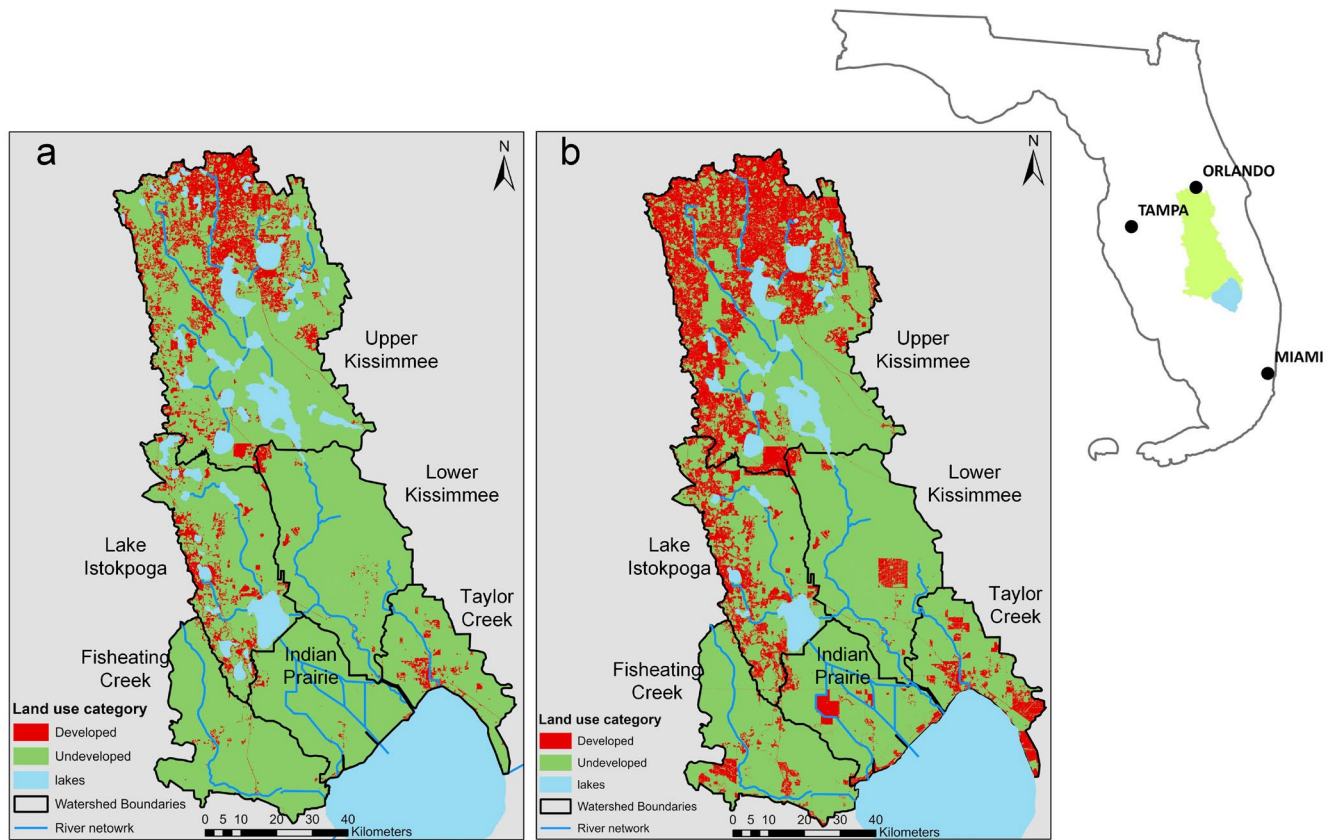 a
N
Upper
Kissimmee
Lower
Kissimmee
Lake
Istokpoga
Taylor
Creek
Fisheating
Creek
Indian
Prairie
Land use category
Developed
Undeveloped
lakes
Watershed Boundaries
River netowrk
0 5 10 20 30 40
Kilometers
b
N
Upper
Kissimmee
Lower
Kissimmee
Lake
Istokpoga
Taylor
Creek
Fisheating
Creek
Indian
Prairie
Land use category
Developed
Undeveloped
lakes
Watershed Boundaries
River network
0 5 10 20 30 40
Kilometers
ORLANDO
TAMPA
MIAMI